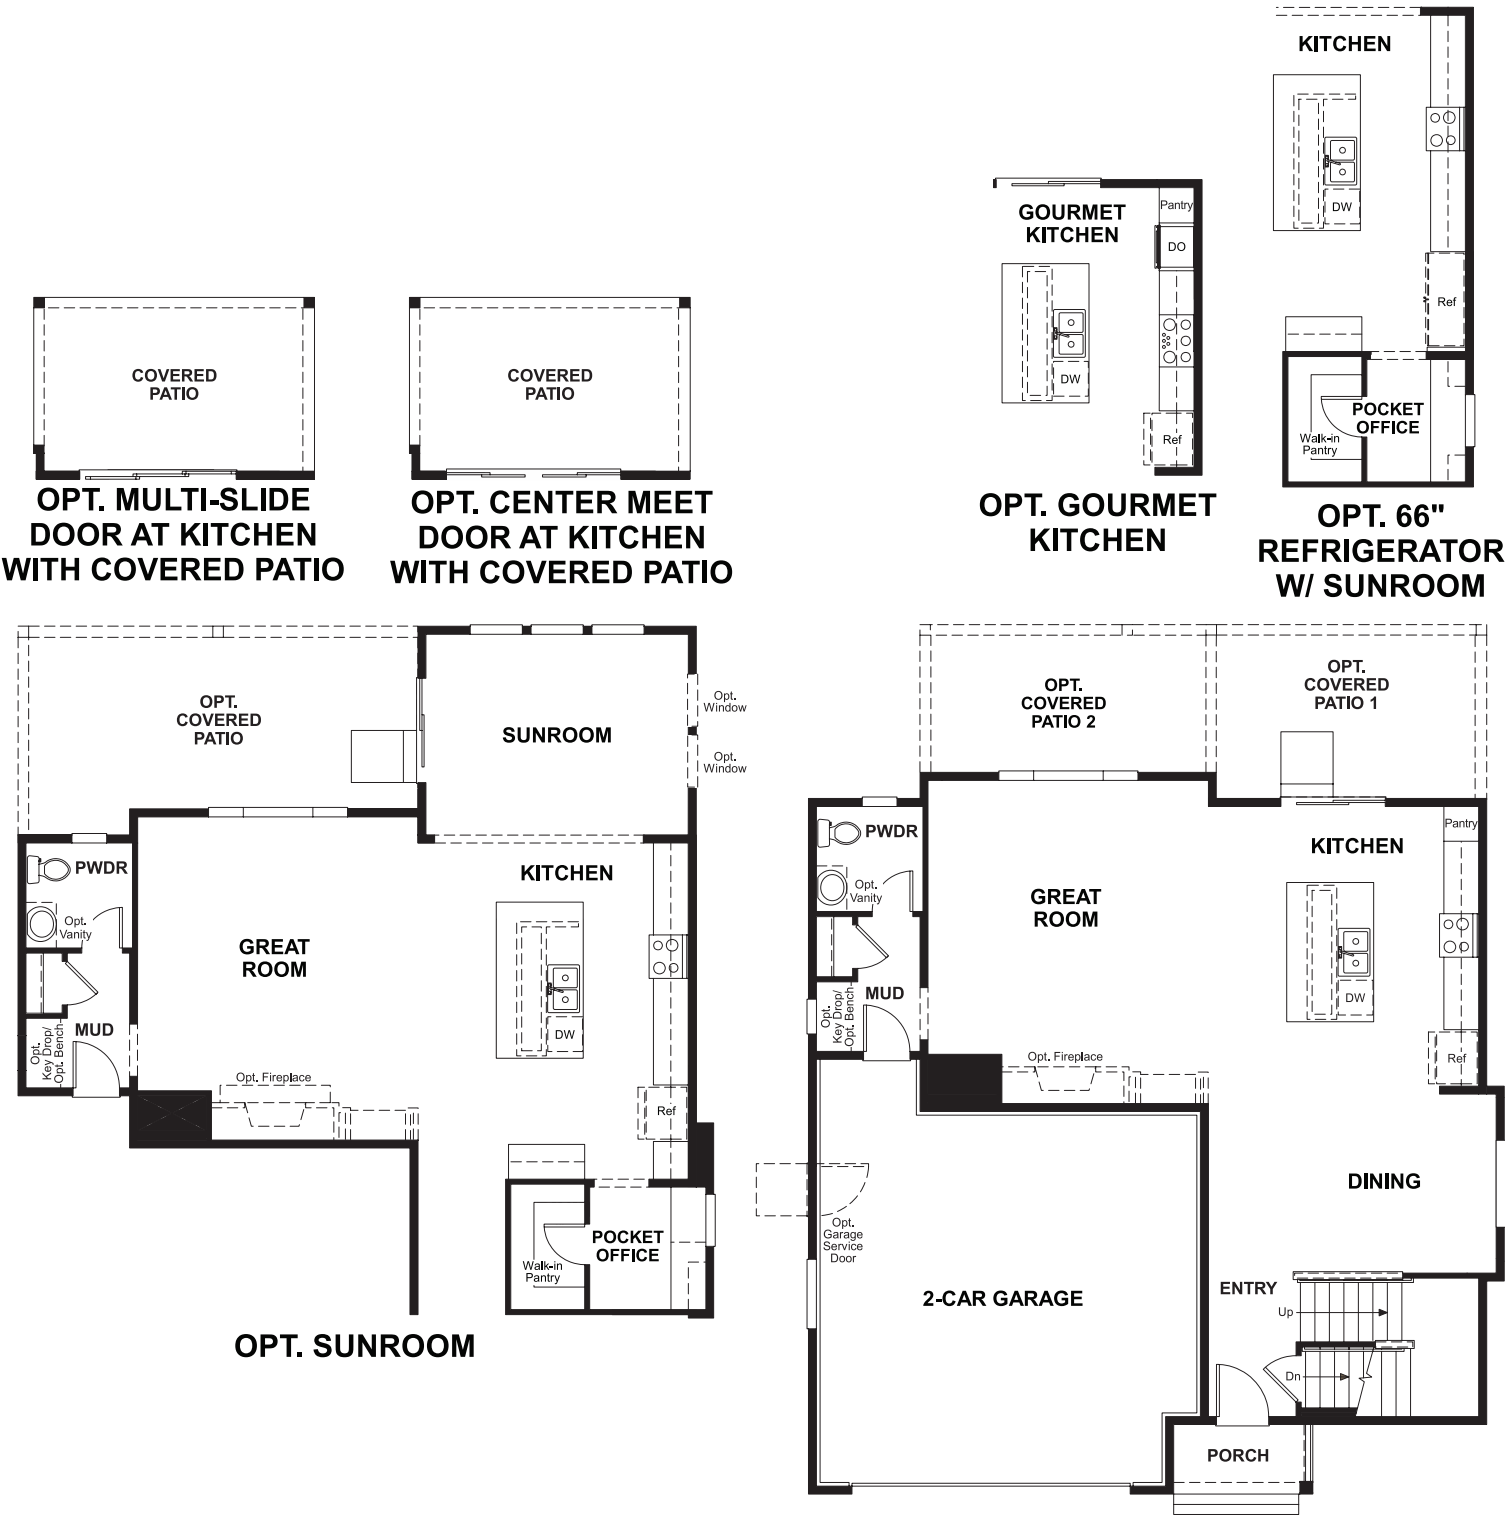 COVERED
PATIO
OPT. MULTI-SLIDE
DOOR AT KITCHEN
WITH COVERED PATIO
COVERED
PATIO
OPT. CENTER MEET
DOOR AT KITCHEN
WITH COVERED PATIO
GOURMET
KITCHEN
Pantry
DO
DW
Ref
OPT. GOURMET
KITCHEN
KITCHEN
DW
Ref
POCKET
OFFICE
Walk-in
Pantry
OPT. 66"
REFRIGERATOR
W/ SUNROOM
OPT.
COVERED
PATIO
SUNROOM
Opt.
Window
Opt.
Window
PWDR
Opt.
Vanity
GREAT
ROOM
KITCHEN
MUD
Opt.
Key Drop/
Opt. Bench
DW
Opt. Fireplace
Ref
POCKET
OFFICE
Walk-in
Pantry
OPT. SUNROOM
OPT.
COVERED
PATIO 2
OPT.
COVERED
PATIO 1
PWDR
Opt.
Vanity
GREAT
ROOM
KITCHEN
Pantry
MUD
Opt.
Key Drop/
Opt. Bench
DW
Opt. Fireplace
Ref
Opt.
Garage
Service
Door
DINING
2-CAR GARAGE
ENTRY
Up
Dn
PORCH